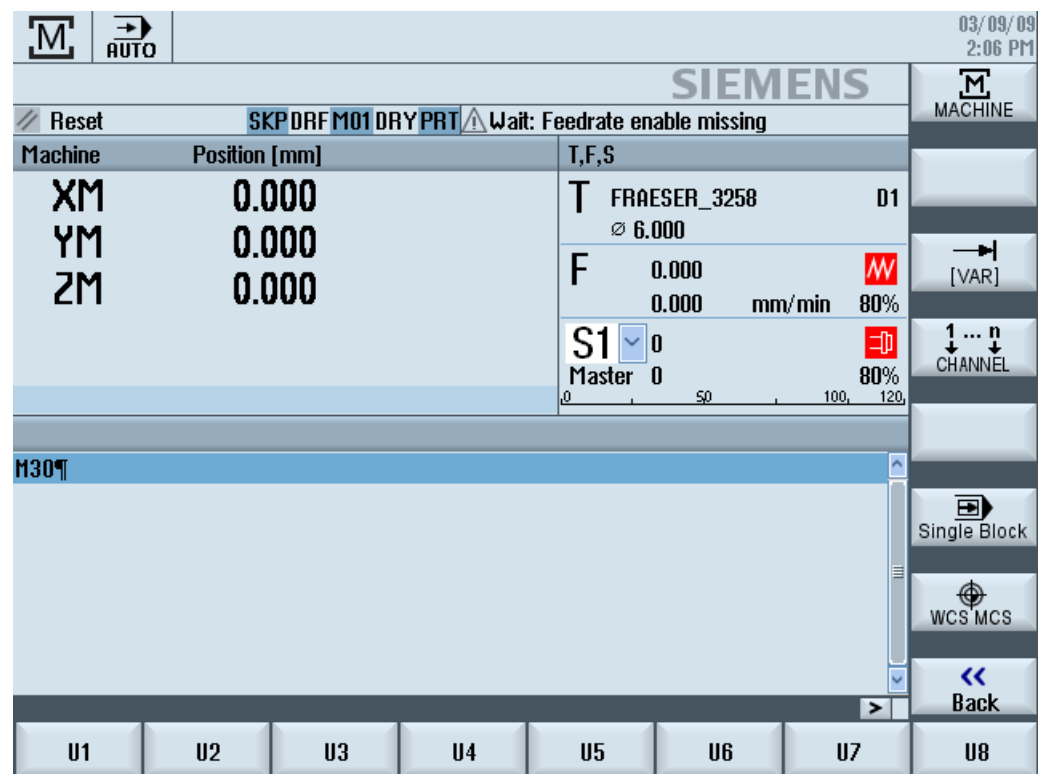 M AUTO 03/09/09
2:06 PM
SIEMENS
M
MACHINE
Reset SKP DRF M01 DRY PRT Wait: Feedrate enable missing
Machine Position [mm] T,F,S
XM 0.000
YM 0.000
ZM 0.000
T FRAESER_3258 D1
⌀ 6.000
F 0.000
0.000 mm/min 80%
S1 0
Master 0 80%
0 50 100 120
[VAR]
1 ... n
CHANNEL
M30¶
Single Block
WCS MCS
<<
Back
>
U1 U2 U3 U4 U5 U6 U7 U8